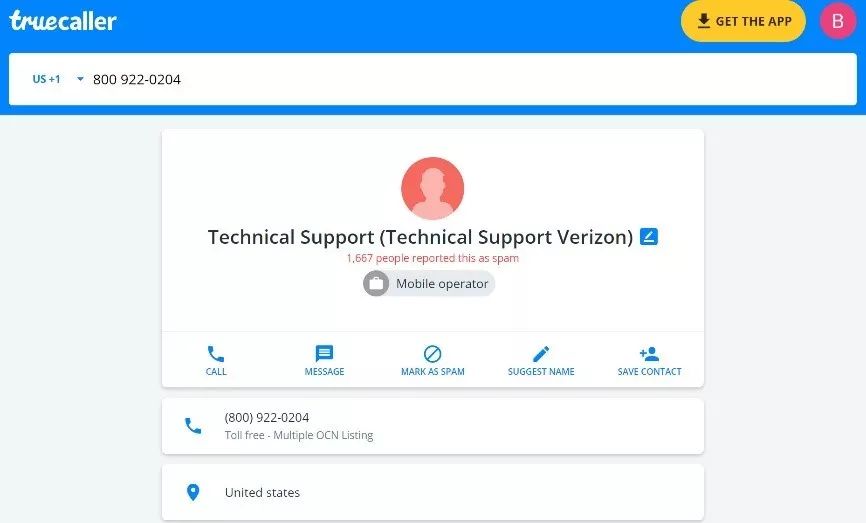 truecaller
GET THE APP
B
US +1
800 922-0204
Technical Support (Technical Support Verizon)
1,667 people reported this as spam
Mobile operator
CALL
MESSAGE
MARK AS SPAM
SUGGEST NAME
SAVE CONTACT
(800) 922-0204
Toll free - Multiple OCN Listing
United states